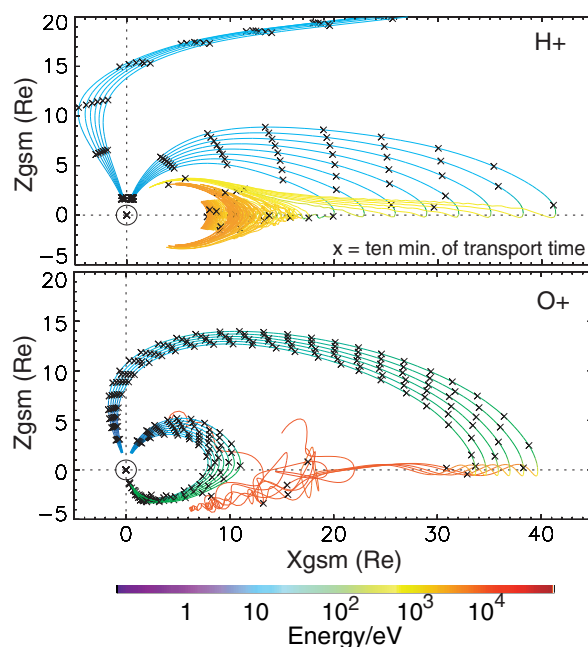 20
15
10
5
0
−5
Zgsm (Re)
H+
x = ten min. of transport time
20
15
10
5
0
−5
Zgsm (Re)
O+
0 10 20 30 40
Xgsm (Re)
1 10 10² 10³ 10⁴
Energy/eV